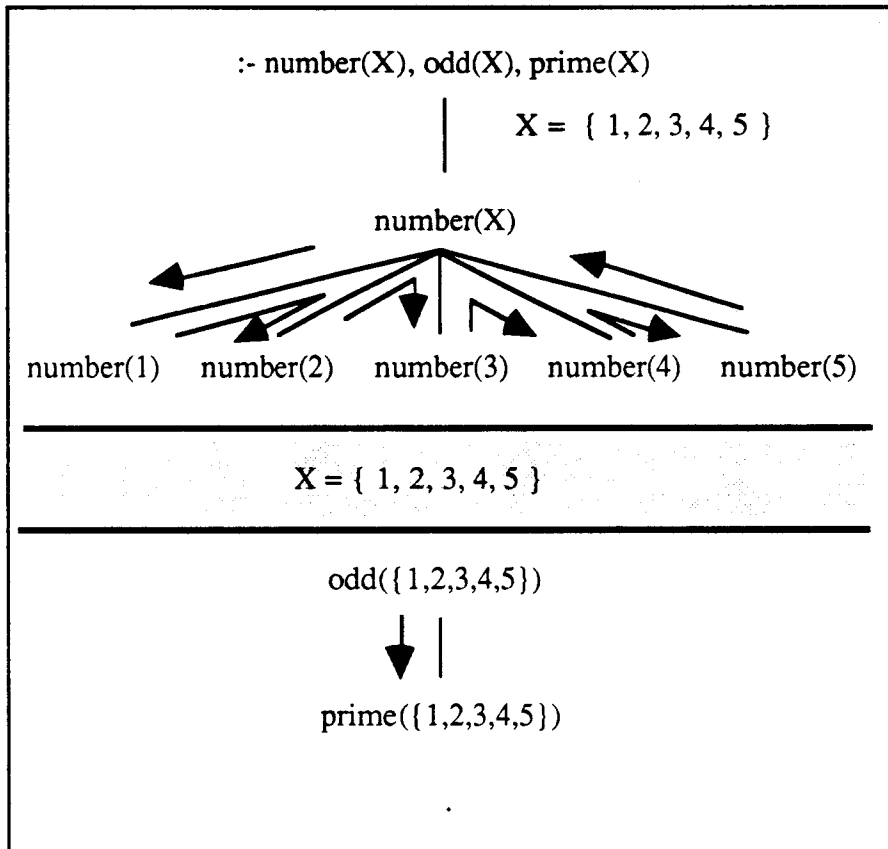 :- number(X), odd(X), prime(X)
X = { 1, 2, 3, 4, 5 }
number(X)
number(1) number(2) number(3) number(4) number(5)
X = { 1, 2, 3, 4, 5 }
odd({1,2,3,4,5})
prime({1,2,3,4,5})